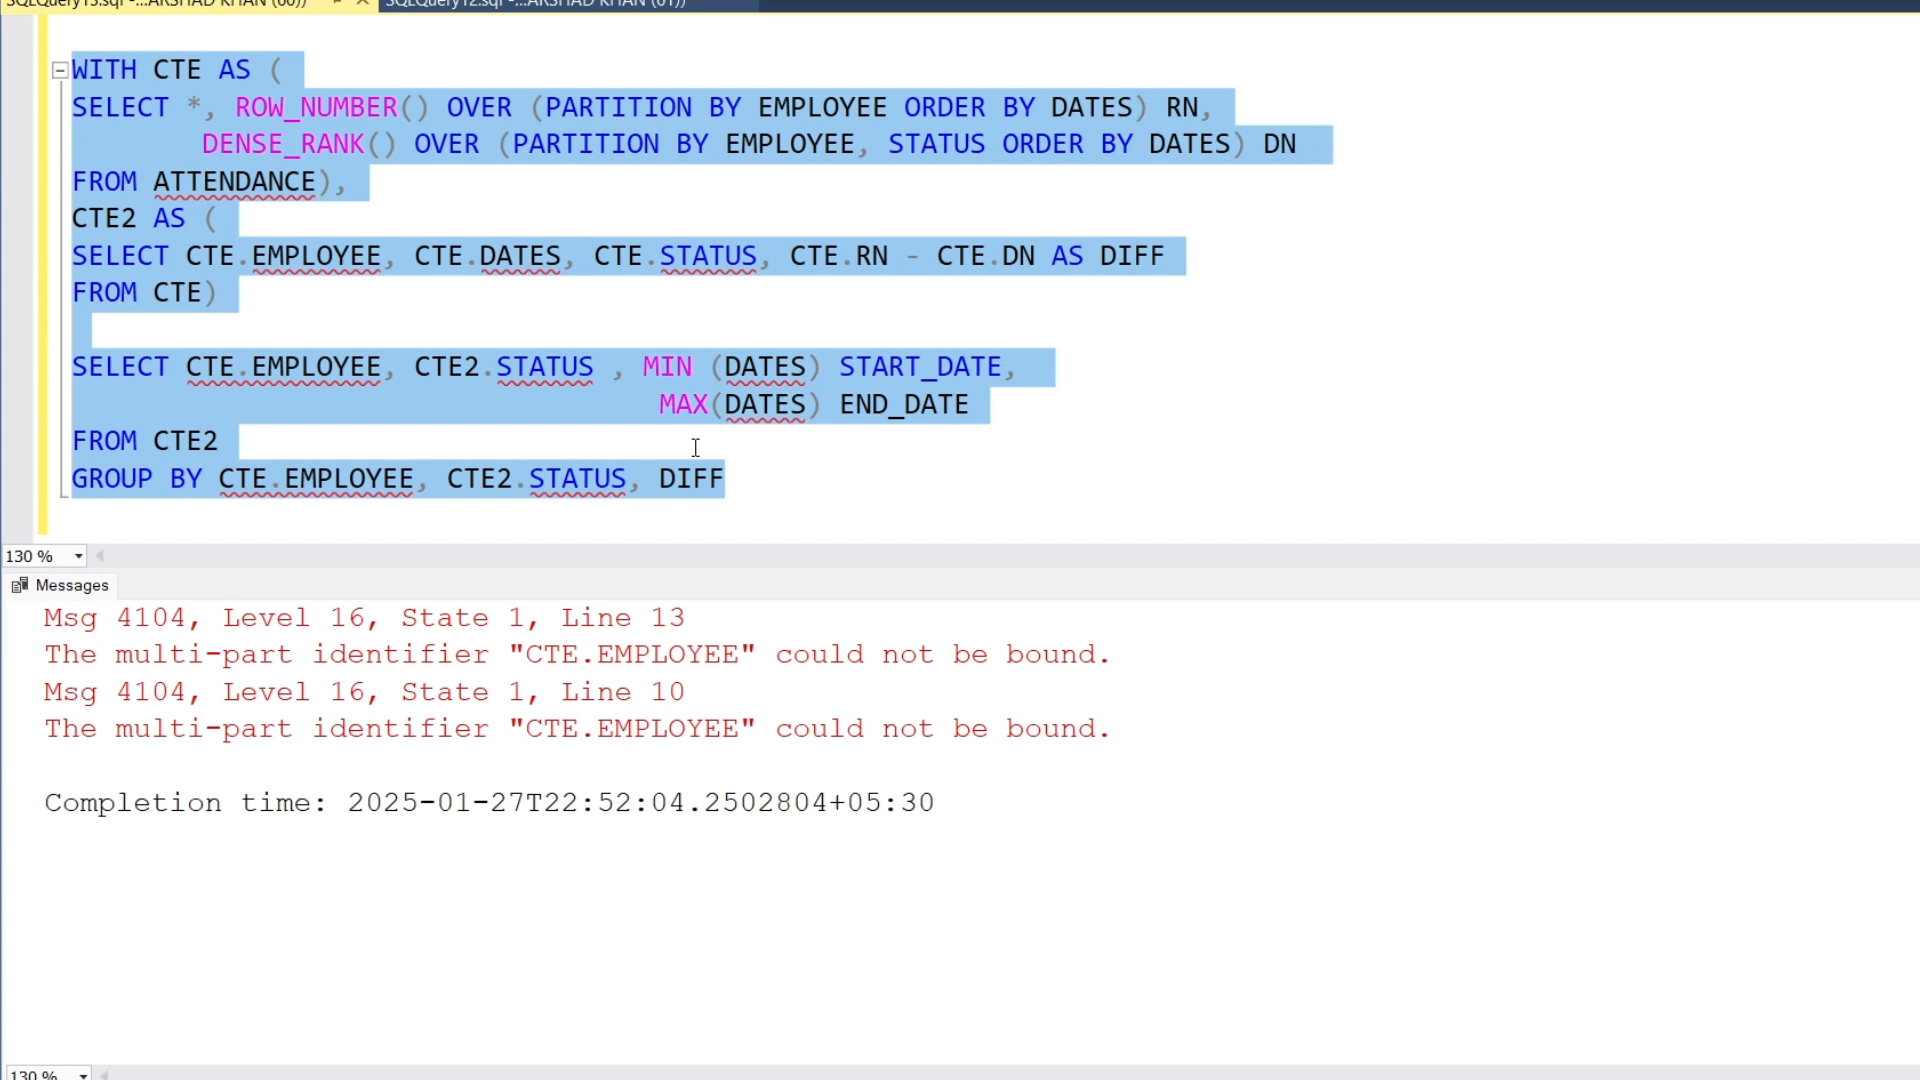 WITH CTE AS (
SELECT *, ROW_NUMBER() OVER (PARTITION BY EMPLOYEE ORDER BY DATES) RN,
DENSE_RANK() OVER (PARTITION BY EMPLOYEE, STATUS ORDER BY DATES) DN
FROM ATTENDANCE),
CTE2 AS (
SELECT CTE.EMPLOYEE, CTE.DATES, CTE.STATUS, CTE.RN - CTE.DN AS DIFF
FROM CTE)
SELECT CTE.EMPLOYEE, CTE2.STATUS , MIN (DATES) START_DATE,
MAX(DATES) END_DATE
FROM CTE2
GROUP BY CTE.EMPLOYEE, CTE2.STATUS, DIFF
130 %
Messages
Msg 4104, Level 16, State 1, Line 13
The multi-part identifier "CTE.EMPLOYEE" could not be bound.
Msg 4104, Level 16, State 1, Line 10
The multi-part identifier "CTE.EMPLOYEE" could not be bound.
Completion time: 2025-01-27T22:52:04.2502804+05:30
130 %